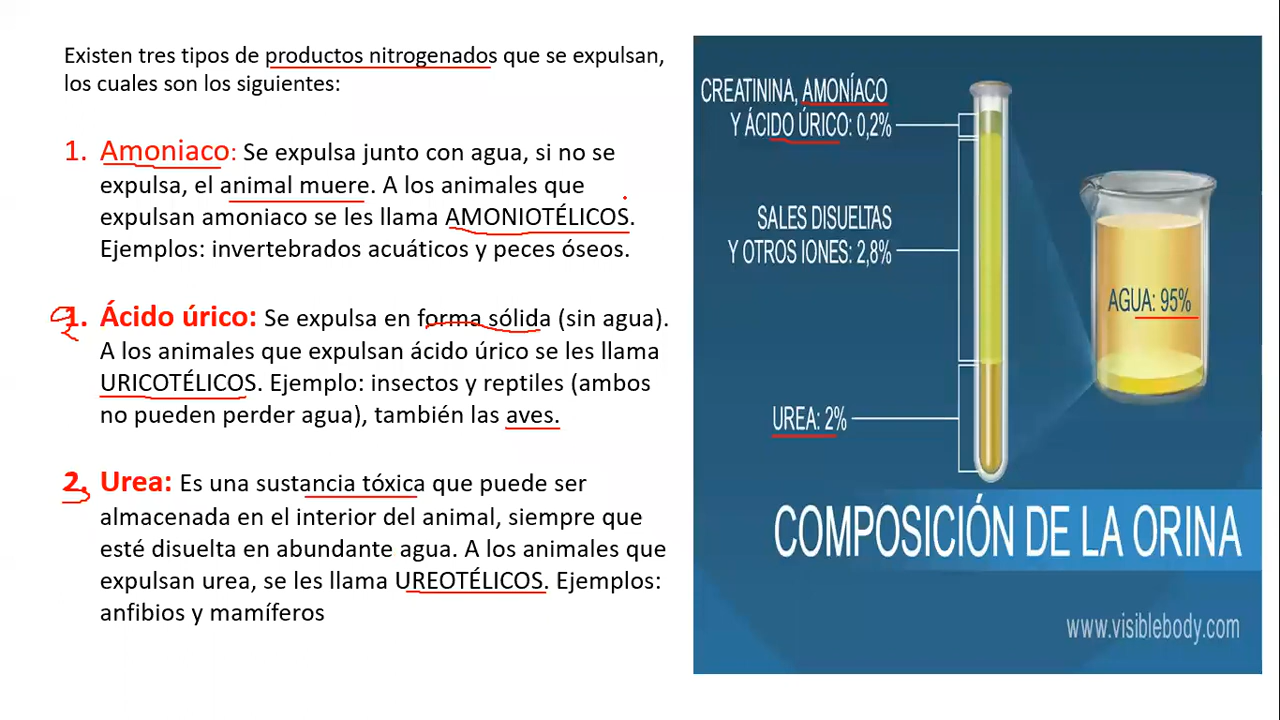 Existen tres tipos de productos nitrogenados que se expulsan,
los cuales son los siguientes:
1. Amoniaco: Se expulsa junto con agua, si no se
expulsa, el animal muere. A los animales que
expulsan amoniaco se les llama AMONIOTÉLICOS.
Ejemplos: invertebrados acuáticos y peces óseos.
1. Ácido úrico: Se expulsa en forma sólida (sin agua).
A los animales que expulsan ácido úrico se les llama
URICOTÉLICOS. Ejemplo: insectos y reptiles (ambos
no pueden perder agua), también las aves.
2. Urea: Es una sustancia tóxica que puede ser
almacenada en el interior del animal, siempre que
esté disuelta en abundante agua. A los animales que
expulsan urea, se les llama UREOTÉLICOS. Ejemplos:
anfibios y mamíferos
CREATININA, AMONÍACO
Y ÁCIDO ÚRICO: 0,2%
SALES DISUELTAS
Y OTROS IONES: 2,8%
UREA: 2%
AGUA: 95%
COMPOSICIÓN DE LA ORINA
www.visiblebody.com